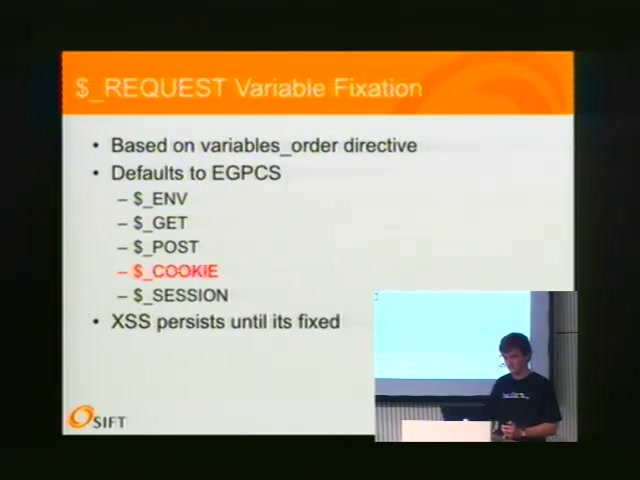 $_REQUEST Variable Fixation
• Based on variables_order directive
• Defaults to EGPCS
– $_ENV
– $_GET
– $_POST
– $_COOKIE
– $_SESSION
• XSS persists until its fixed
SIFT